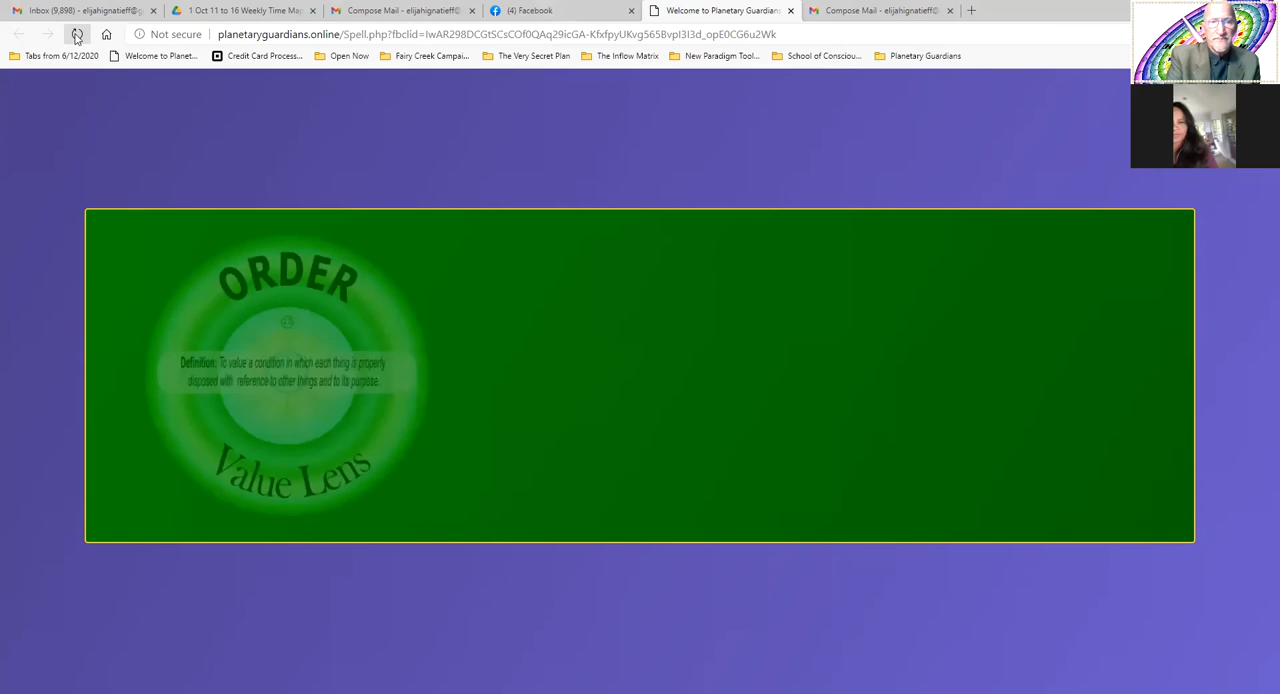 Inbox (9,898) - elijahignatieff@g
1 Oct 11 to 16 Weekly Time Map
Compose Mail - elijahignatieff@
(4) Facebook
Welcome to Planetary Guardians
Compose Mail - elijahignatieff@
Not secure
planetaryguardians.online/Spell.php?fbclid=
Tabs from 6/12/2020
Welcome to Planet...
Credit Card Process...
Open Now
Fairy Creek Campai...
The Very Secret Plan
The Inflow Matrix
New Paradigm Tool...
School of Consciou...
Planetary Guardians
ORDER
Definition: To value a condition in which each thing is properly
disposed with reference to other things and to its purpose.
Value Lens